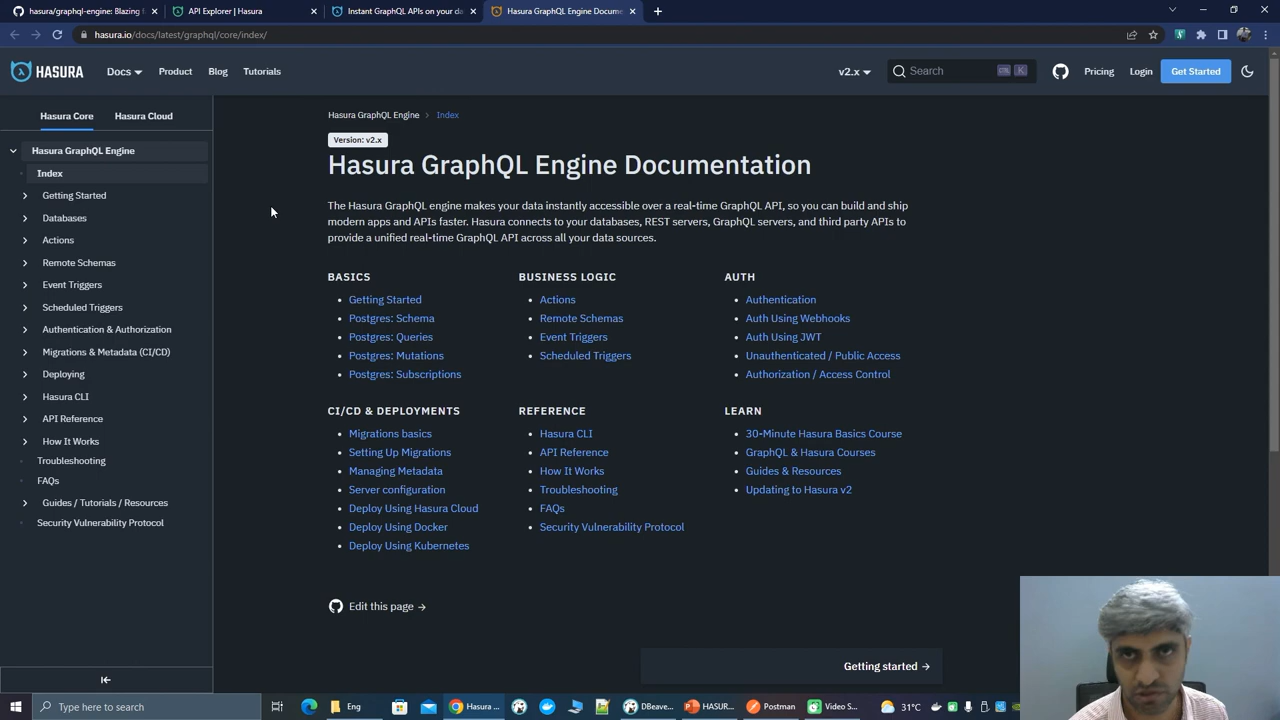 hasura/graphql-engine: Blazing
API Explorer | Hasura
Instant GraphQL APIs on your da
Hasura GraphQL Engine Docume
hasura.io/docs/latest/graphql/core/index/
HASURA
Docs
Product
Blog
Tutorials
v2.x
Search
K
Pricing
Login
Get Started
Hasura Core
Hasura Cloud
Hasura GraphQL Engine
Index
Getting Started
Databases
Actions
Remote Schemas
Event Triggers
Scheduled Triggers
Authentication & Authorization
Migrations & Metadata (CI/CD)
Deploying
Hasura CLI
API Reference
How It Works
Troubleshooting
FAQs
Guides / Tutorials / Resources
Security Vulnerability Protocol
Hasura GraphQL Engine > Index
Version: v2.x
Hasura GraphQL Engine Documentation
The Hasura GraphQL engine makes your data instantly accessible over a real-time GraphQL API, so you can build and ship
modern apps and APIs faster. Hasura connects to your databases, REST servers, GraphQL servers, and third party APIs to
provide a unified real-time GraphQL API across all your data sources.
BASICS
Getting Started
Postgres: Schema
Postgres: Queries
Postgres: Mutations
Postgres: Subscriptions
BUSINESS LOGIC
Actions
Remote Schemas
Event Triggers
Scheduled Triggers
AUTH
Authentication
Auth Using Webhooks
Auth Using JWT
Unauthenticated / Public Access
Authorization / Access Control
CI/CD & DEPLOYMENTS
Migrations basics
Setting Up Migrations
Managing Metadata
Server configuration
Deploy Using Hasura Cloud
Deploy Using Docker
Deploy Using Kubernetes
REFERENCE
Hasura CLI
API Reference
How It Works
Troubleshooting
FAQs
Security Vulnerability Protocol
LEARN
30-Minute Hasura Basics Course
GraphQL & Hasura Courses
Guides & Resources
Updating to Hasura v2
Edit this page →
Getting started →
Type here to search
Eng
Hasura ...
DBeave...
HASUR...
Postman
Video S...
31°C